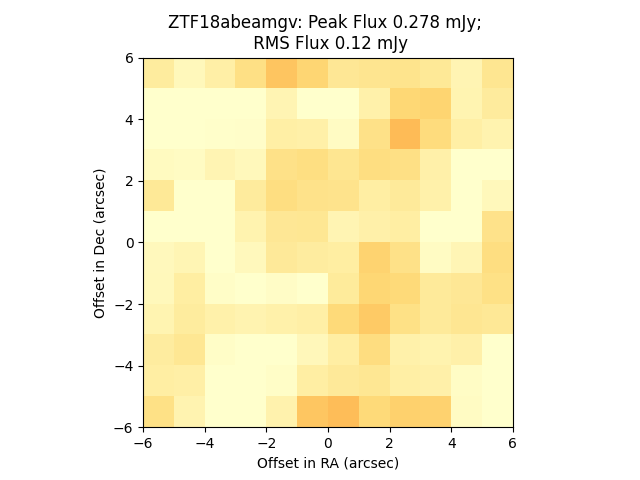 ZTF18abeamgv: Peak Flux 0.278 mJy;
RMS Flux 0.12 mJy
6
4
2
0
−2
−4
−6
Offset in Dec (arcsec)
−6 −4 −2 0 2 4 6
Offset in RA (arcsec)